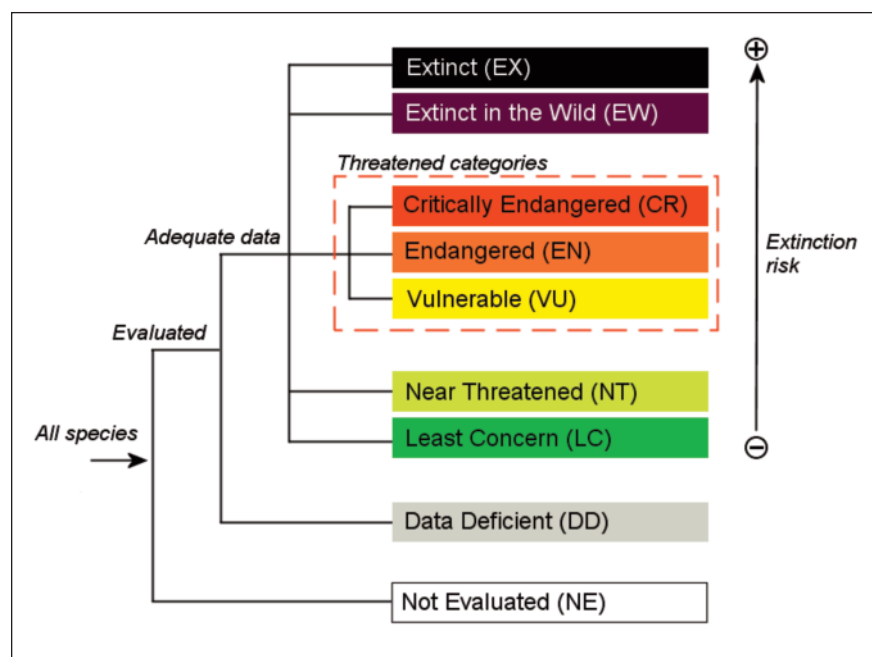 Extinct (EX)
Extinct in the Wild (EW)
Threatened categories
Critically Endangered (CR)
Adequate data
Endangered (EN)
Extinction
risk
Vulnerable (VU)
Evaluated
Near Threatened (NT)
All species
Least Concern (LC)
Data Deficient (DD)
Not Evaluated (NE)